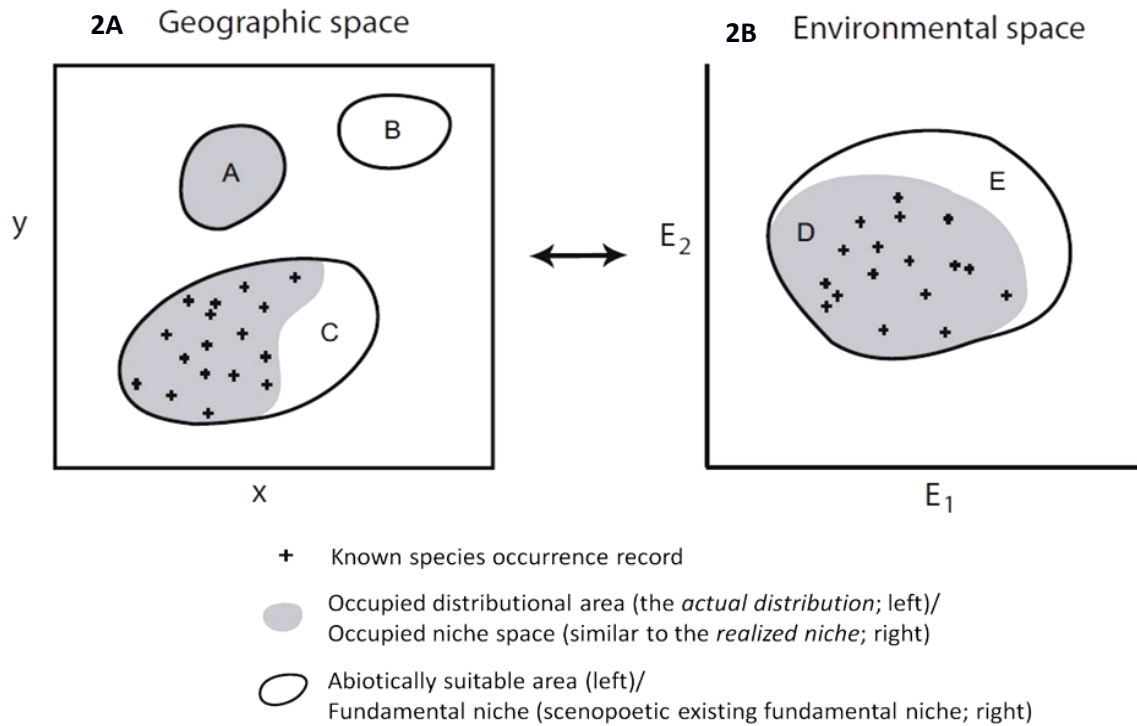 2A Geographic space
2B Environmental space
A
B
C
y
x
D
E
E2
E1
+ Known species occurrence record
Occupied distributional area (the actual distribution; left)/
Occupied niche space (similar to the realized niche; right)
Abiotically suitable area (left)/
Fundamental niche (scenopoetic existing fundamental niche; right)